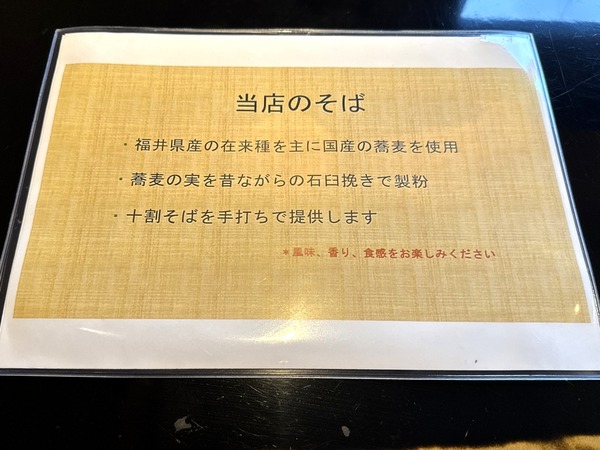 当店のそば
・福井県産の在来種を主に国産の蕎麦を使用
・蕎麦の実を昔ながらの石臼挽きで製粉
・十割そばを手打ちで提供します
＊風味、香り、食感をお楽しみください